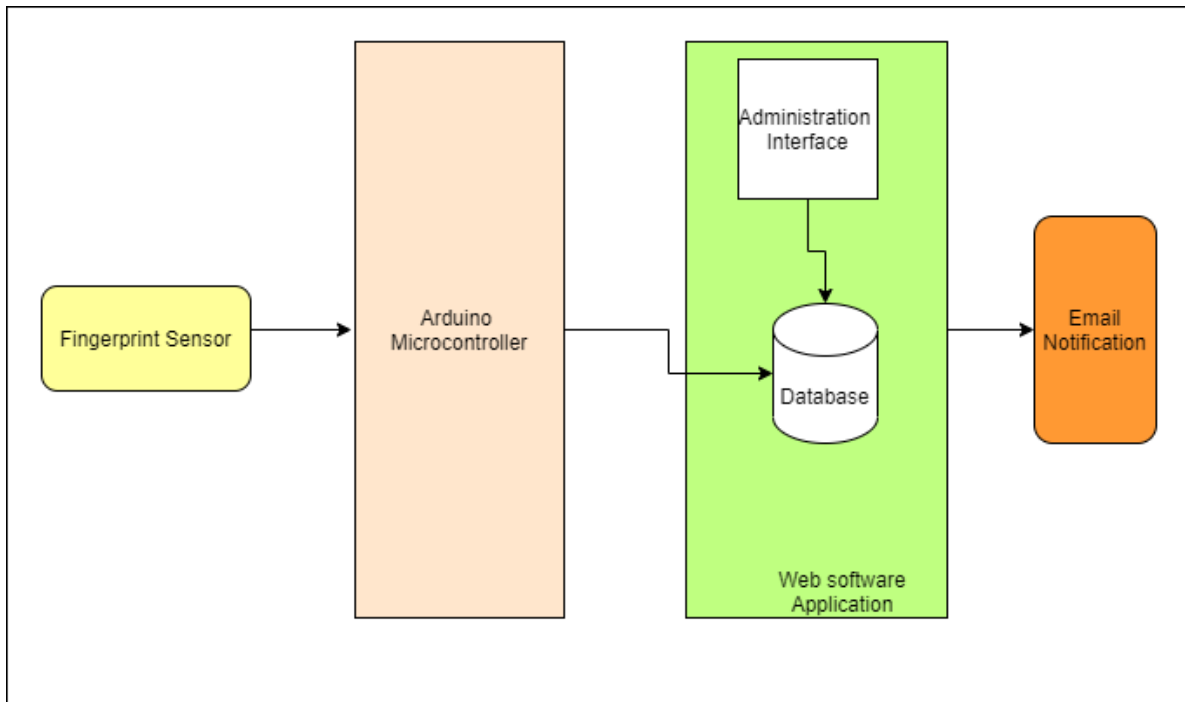 Administration
Interface
Fingerprint Sensor
Arduino
Microcontroller
Database
Email
Notification
Web software
Application